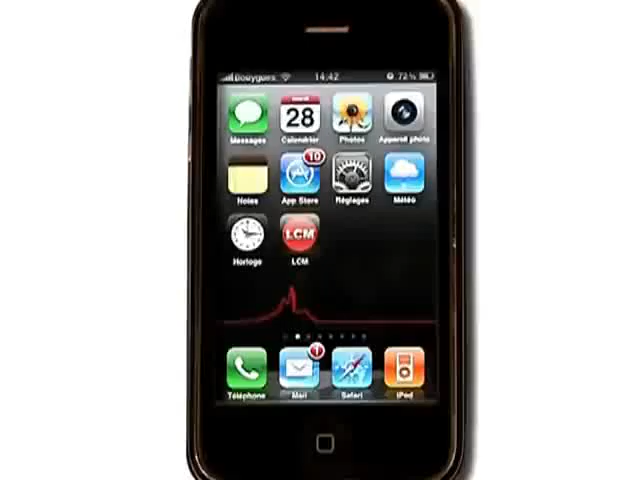 Bouygues 14:42 72 %
28
Messages Calendrier Photos Appareil photo
10
Notes App Store Réglages Météo
LCM
Horloge LCM
1
Téléphone Mail Safari iPod